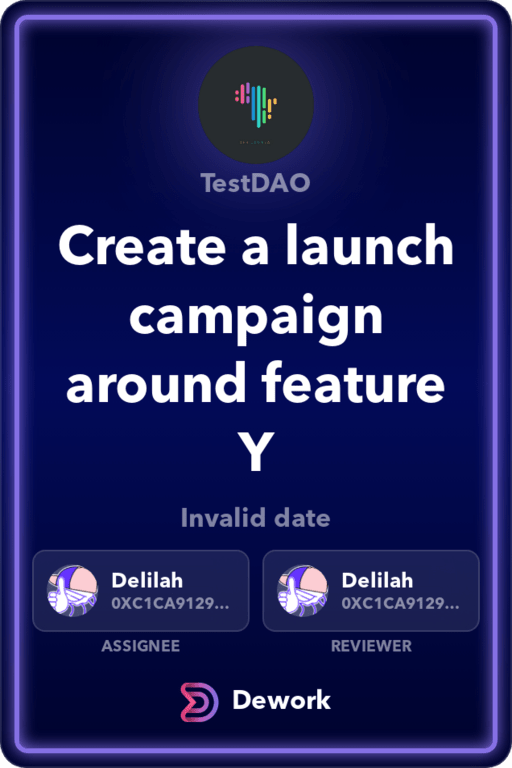 TestDAO
Create a launch
campaign
around feature
Y
Invalid date
Delilah
0XC1CA9129...
ASSIGNEE
Delilah
0XC1CA9129...
REVIEWER
Dework